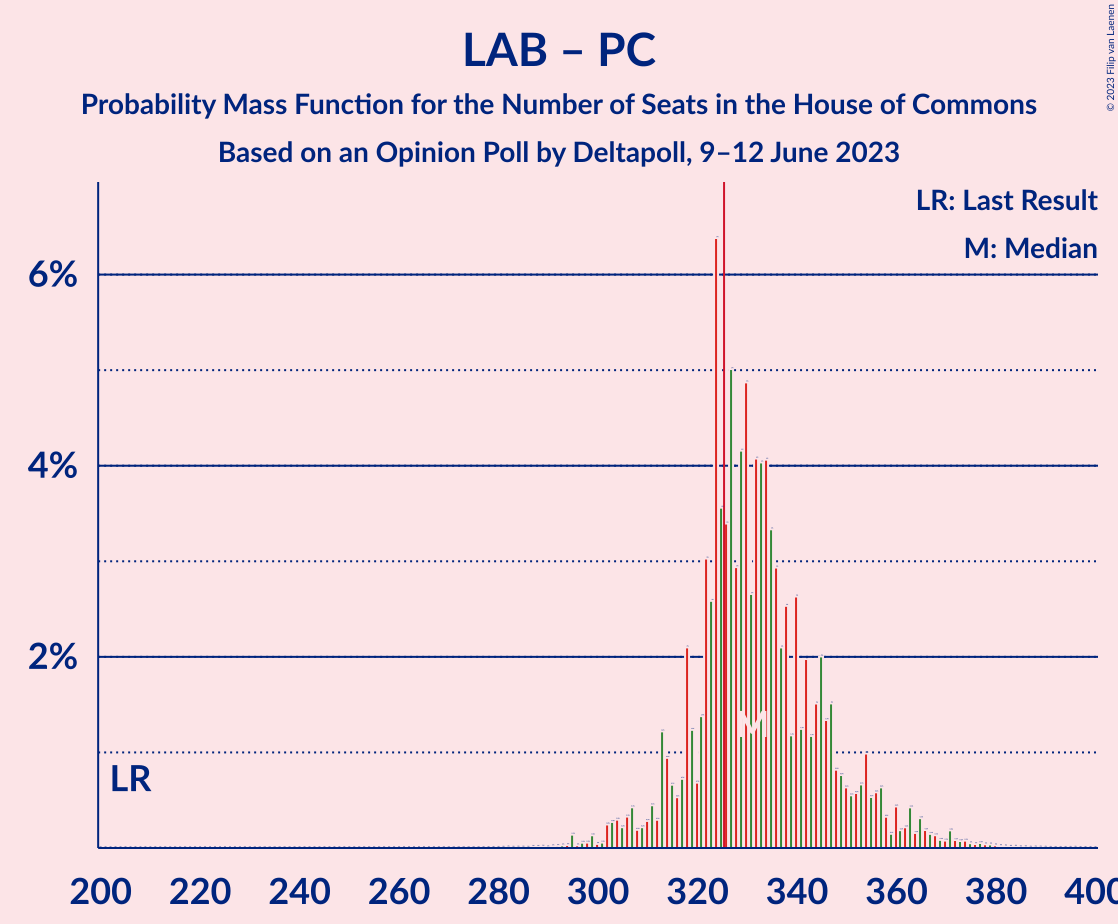 LAB – PC
Probability Mass Function for the Number of Seats in the House of Commons
Based on an Opinion Poll by Deltapoll, 9–12 June 2023
© 2023 Filip van Laenen
LR: Last Result
M: Median
6%
4%
2%
LR
M
200 220 240 260 280 300 320 340 360 380 400